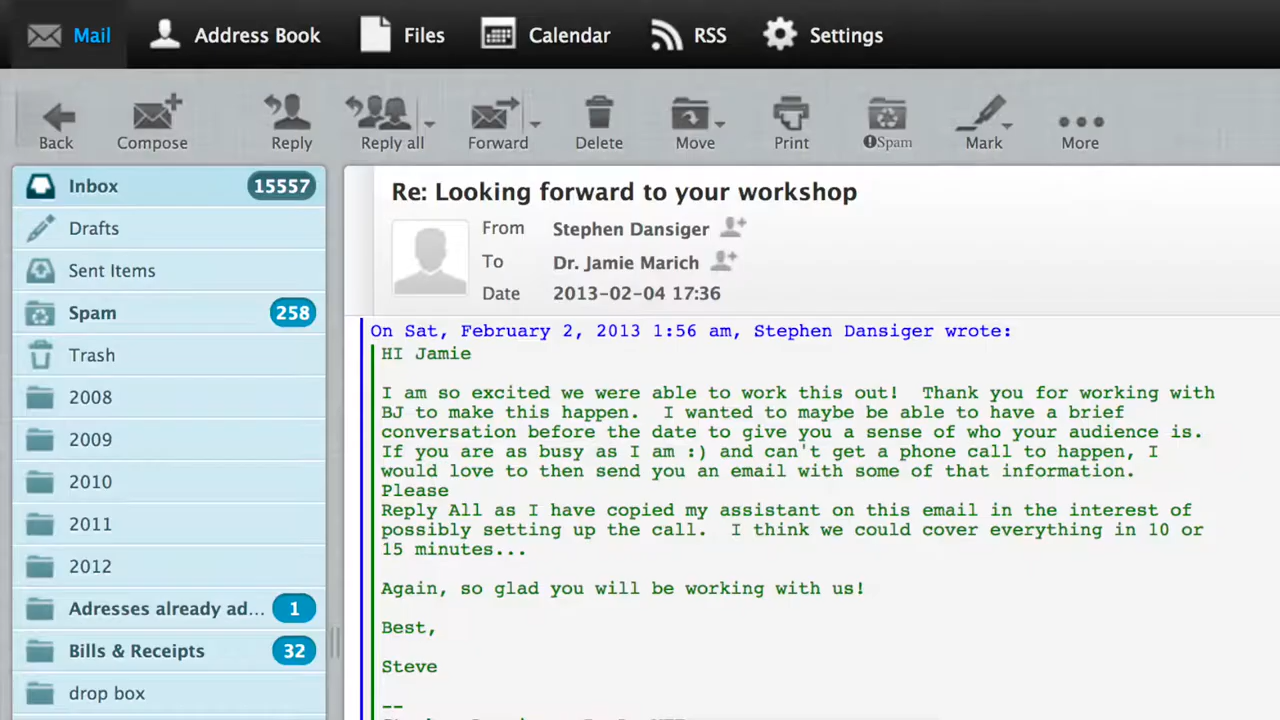 Mail Address Book Files Calendar RSS Settings
Back Compose Reply Reply all Forward Delete Move Print Spam Mark More
Inbox 15557
Drafts
Sent Items
Spam 258
Trash
2008
2009
2010
2011
2012
Adresses already ad... 1
Bills & Receipts 32
drop box
Re: Looking forward to your workshop
From Stephen Dansiger
To Dr. Jamie Marich
Date 2013-02-04 17:36
On Sat, February 2, 2013 1:56 am, Stephen Dansiger wrote:
HI Jamie
I am so excited we were able to work this out! Thank you for working with
BJ to make this happen. I wanted to maybe be able to have a brief
conversation before the date to give you a sense of who your audience is.
If you are as busy as I am :) and can't get a phone call to happen, I
would love to then send you an email with some of that information.
Please
Reply All as I have copied my assistant on this email in the interest of
possibly setting up the call. I think we could cover everything in 10 or
15 minutes...
Again, so glad you will be working with us!
Best,
Steve
--